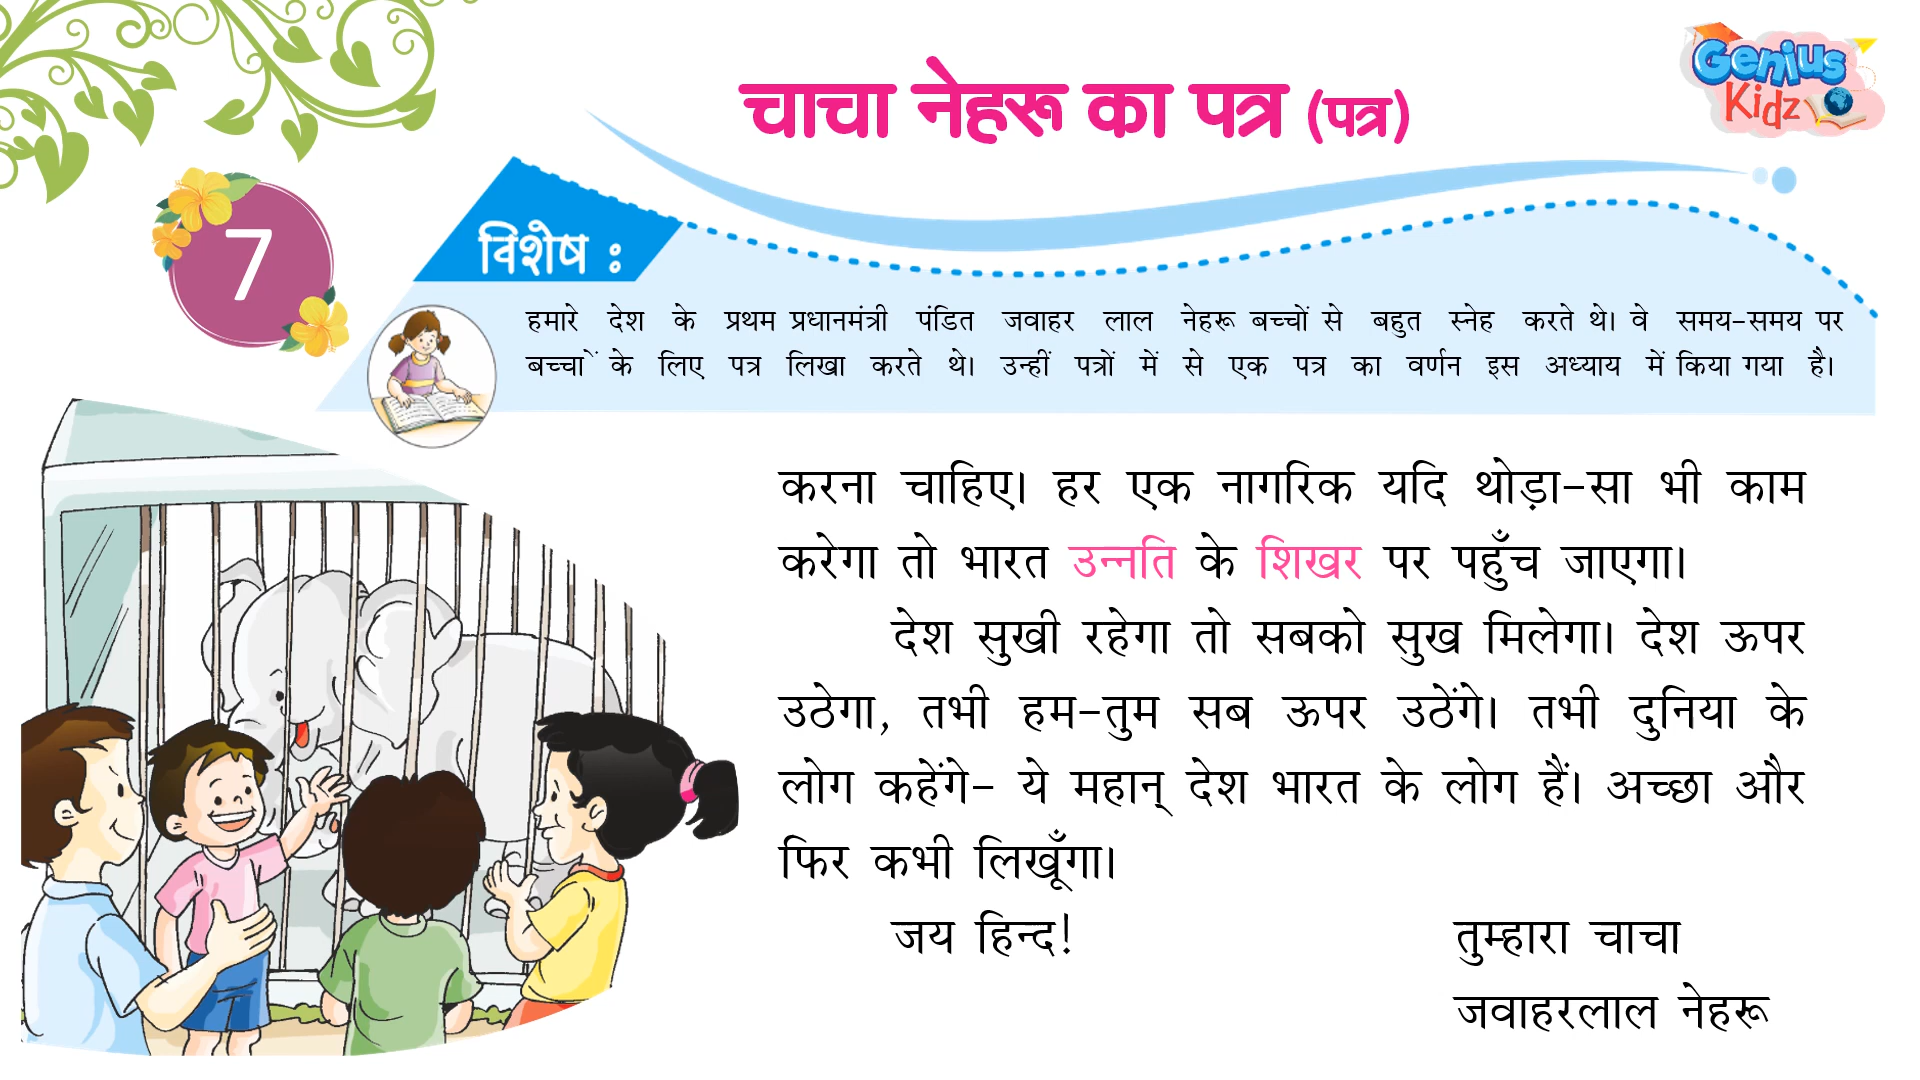 Genius
Kidz
चाचा नेहरू का पत्र (पत्र)
7
विशेष :
हमारे देश के प्रथम प्रधानमंत्री पंडित जवाहर लाल नेहरू बच्चों से बहुत स्नेह करते थे। वे समय-समय पर
बच्चों के लिए पत्र लिखा करते थे। उन्हीं पत्रों में से एक पत्र का वर्णन इस अध्याय में किया गया है।
करना चाहिए। हर एक नागरिक यदि थोड़ा-सा भी काम
करेगा तो भारत उन्नति के शिखर पर पहुँच जाएगा।
देश सुखी रहेगा तो सबको सुख मिलेगा। देश ऊपर
उठेगा, तभी हम-तुम सब ऊपर उठेंगे। तभी दुनिया के
लोग कहेंगे- ये महान् देश भारत के लोग हैं। अच्छा और
फिर कभी लिखूँगा।
जय हिन्द!
तुम्हारा चाचा
जवाहरलाल नेहरू